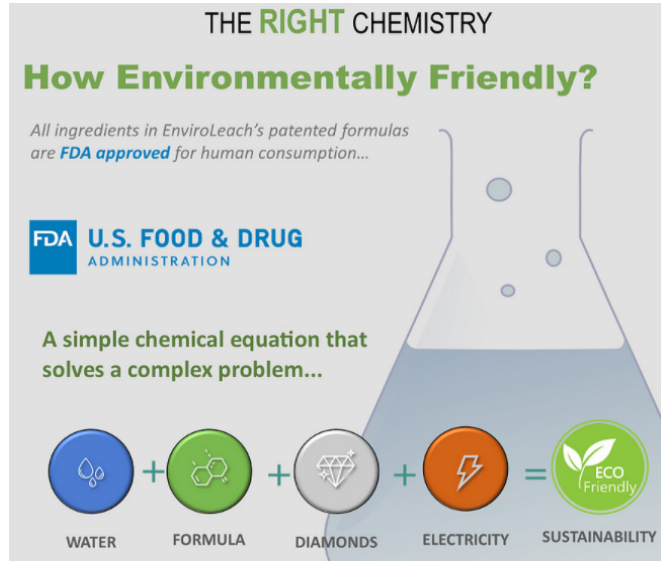 THE RIGHT CHEMISTRY
How Environmentally Friendly?
All ingredients in EnviroLeach's patented formulas
are FDA approved for human consumption...
FDA U.S. FOOD & DRUG
ADMINISTRATION
A simple chemical equation that
solves a complex problem...
+ + + =
ECO
Friendly
WATER FORMULA DIAMONDS ELECTRICITY SUSTAINABILITY